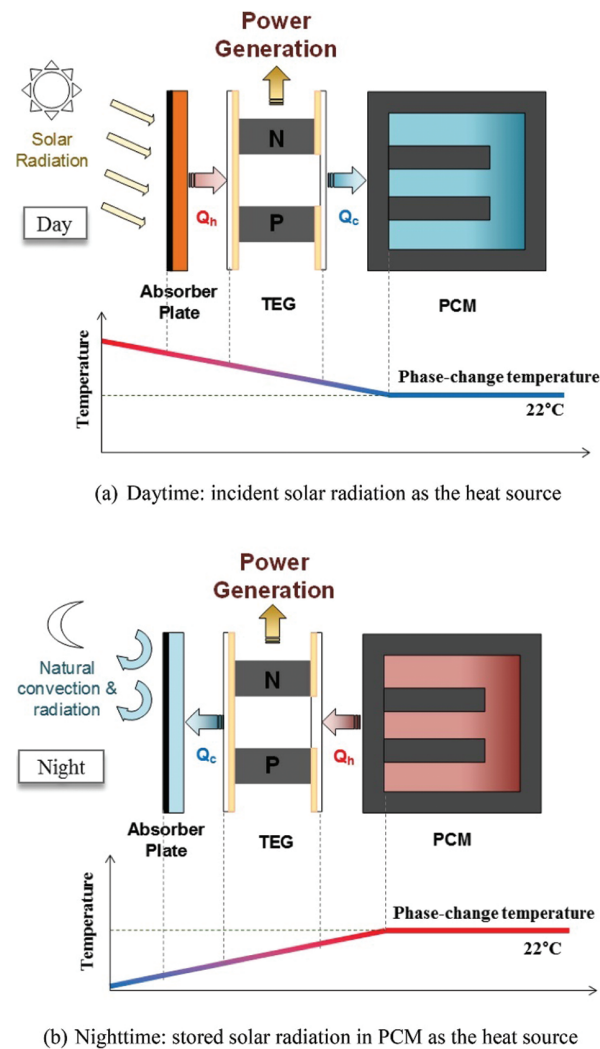 Power
Generation
Solar
Radiation
N
Day
Qh
P
Qc
Absorber
Plate
TEG
PCM
Temperature
Phase-change temperature
22°C
(a) Daytime: incident solar radiation as the heat source
Power
Generation
Natural
convection &
radiation
N
Night
Qc
P
Qh
Absorber
Plate
TEG
PCM
Temperature
Phase-change temperature
22°C
(b) Nighttime: stored solar radiation in PCM as the heat source